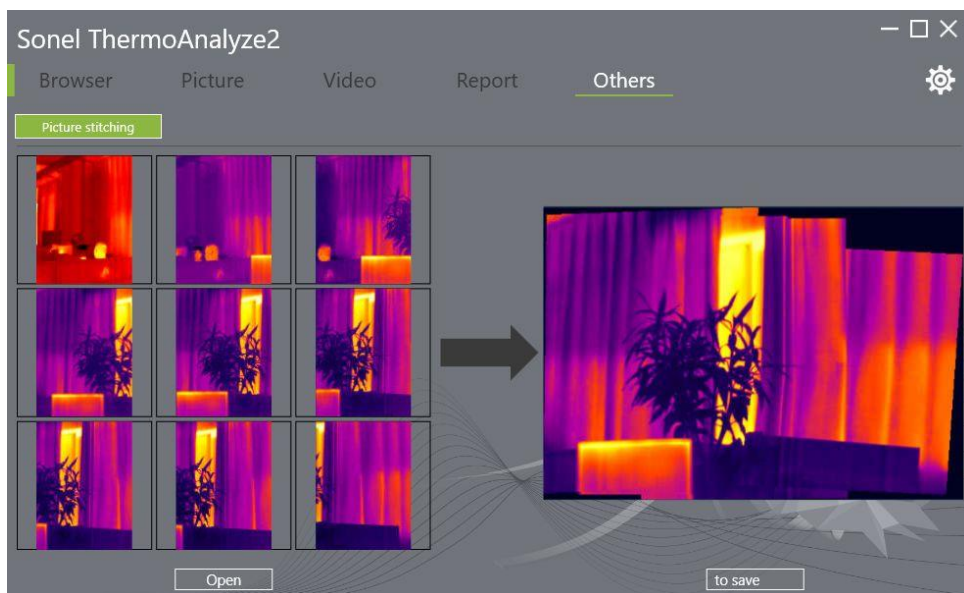 Sonel ThermoAnalyze2
Browser Picture Video Report Others
Picture stitching
Open
to save